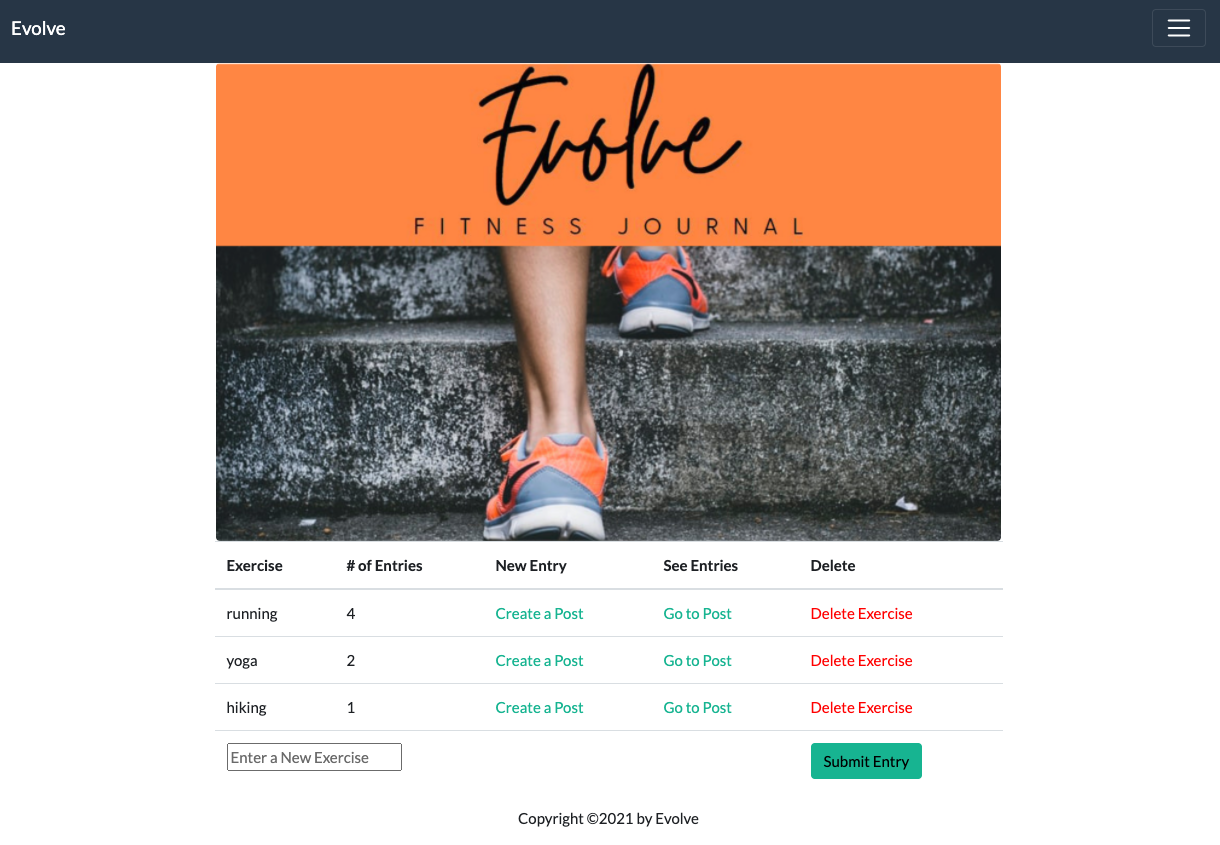 Evolve
Evolve
FITNESS JOURNAL
Exercise # of Entries New Entry See Entries Delete
running 4 Create a Post Go to Post Delete Exercise
yoga 2 Create a Post Go to Post Delete Exercise
hiking 1 Create a Post Go to Post Delete Exercise
Enter a New Exercise Submit Entry
Copyright ©2021 by Evolve